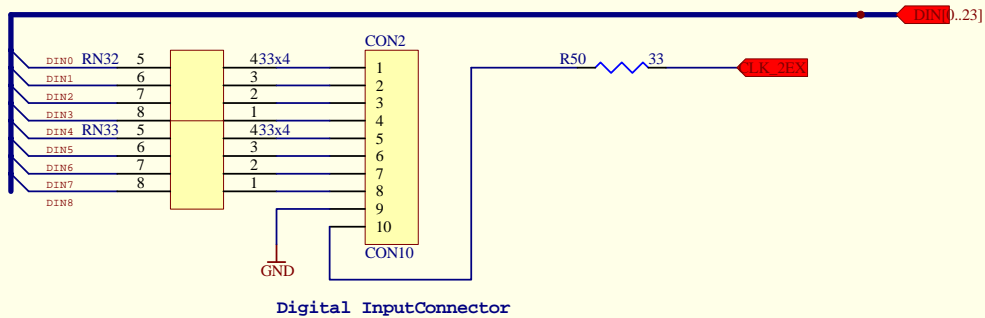 DIN[0..23]
CON2
DIN0 RN32 5 433x4 1 R50 33 CLK_2EX
DIN1 6 3 2
DIN2 7 2 3
DIN3 8 1 4
DIN4 RN33 5 433x4 5
DIN5 6 3 6
DIN6 7 2 7
DIN7 8 1 8
DIN8 9
10
CON10
GND
Digital InputConnector